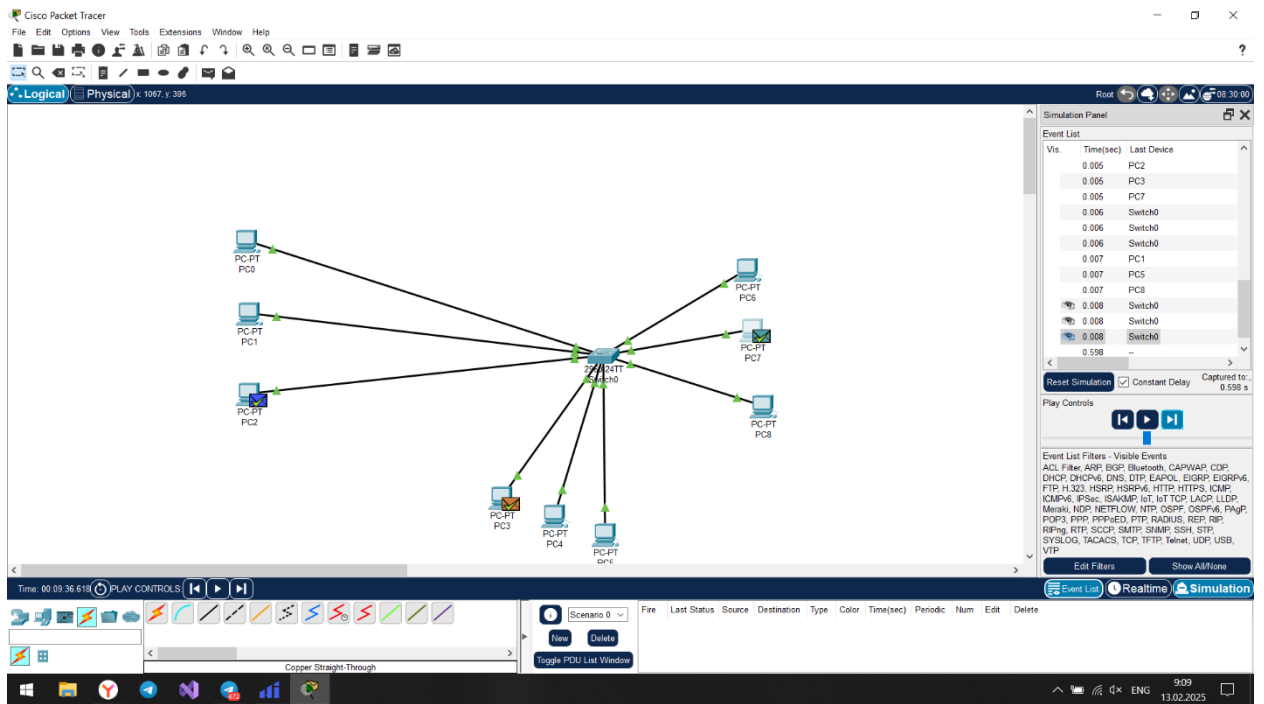 Cisco Packet Tracer
File Edit Options View Tools Extensions Window Help
?
Logical Physical x: 1067, y: 395 Root 08:30:00
Simulation Panel
Event List
Vis. Time(sec) Last Device
0.005 PC2
0.005 PC3
0.005 PC7
0.006 Switch0
0.006 Switch0
0.006 Switch0
0.007 PC1
0.007 PC5
0.007 PC8
0.008 Switch0
0.008 Switch0
0.008 Switch0
0.598 --
Reset Simulation Constant Delay Captured to:
0.598 s
Play Controls
Event List Filters - Visible Events
ACL Filter, ARP, BGP, Bluetooth, CAPWAP, CDP,
DHCP, DHCPv6, DNS, DTP, EAPOL, EIGRP, EIGRPv6,
FTP, H.323, HSRP, HSRPv6, HTTP, HTTPS, ICMP,
ICMPv6, IPSec, ISAKMP, IoT, IoT TCP, LACP, LLDP,
Meraki, NDP, NETFLOW, NTP, OSPF, OSPFv6, PAgP,
POP3, PPP, PPPoED, PTP, RADIUS, REP, RIP,
RIPng, RTP, SCCP, SMTP, SNMP, SSH, STP,
SYSLOG, TACACS, TCP, TFTP, Telnet, UDP, USB,
VTP
Edit Filters Show All/None
PC-PT
PC0
PC-PT
PC1
PC-PT
PC2
PC-PT
PC6
PC-PT
PC7
PC-PT
PC8
Switch0
PC-PT
PC3
PC-PT
PC4
PC-PT
PC5
Time: 00:09:36.618 PLAY CONTROLS:
Event List Realtime Simulation
Scenario 0
New Delete
Toggle PDU List Window
Fire Last Status Source Destination Type Color Time(sec) Periodic Num Edit Delete
Copper Straight-Through
472
ENG
9:09
13.02.2025